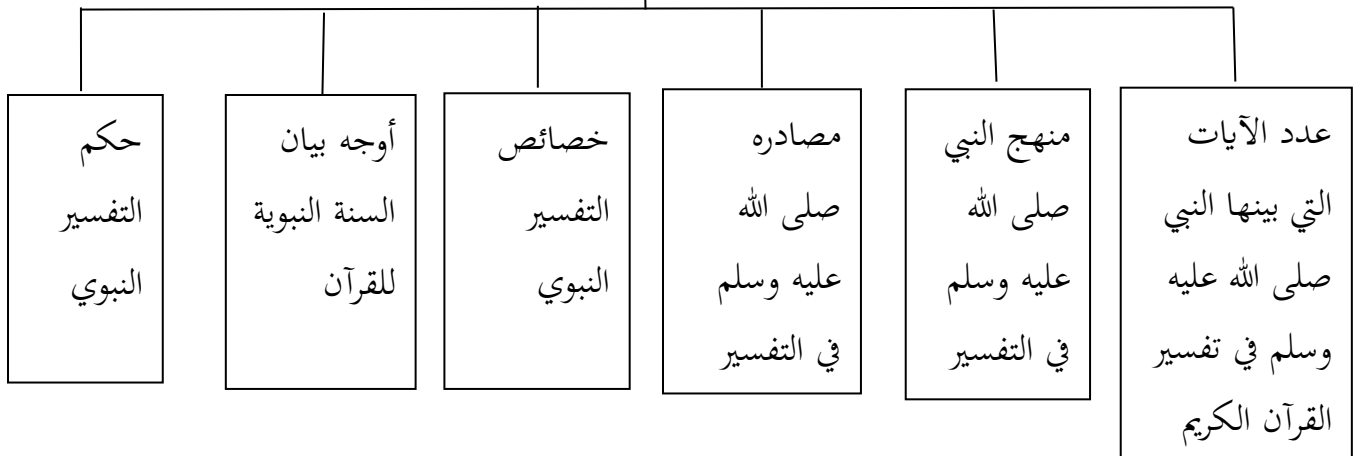 عدد الآيات
التي بينها النبي
صلى الله عليه
وسلم في تفسير
القرآن الكريم
منهج النبي
صلى الله
عليه وسلم
في التفسير
مصادره
صلى الله
عليه وسلم
في التفسير
خصائص
التفسير
النبوي
أوجه بيان
السنة النبوية
للقرآن
حكم
التفسير
النبوي